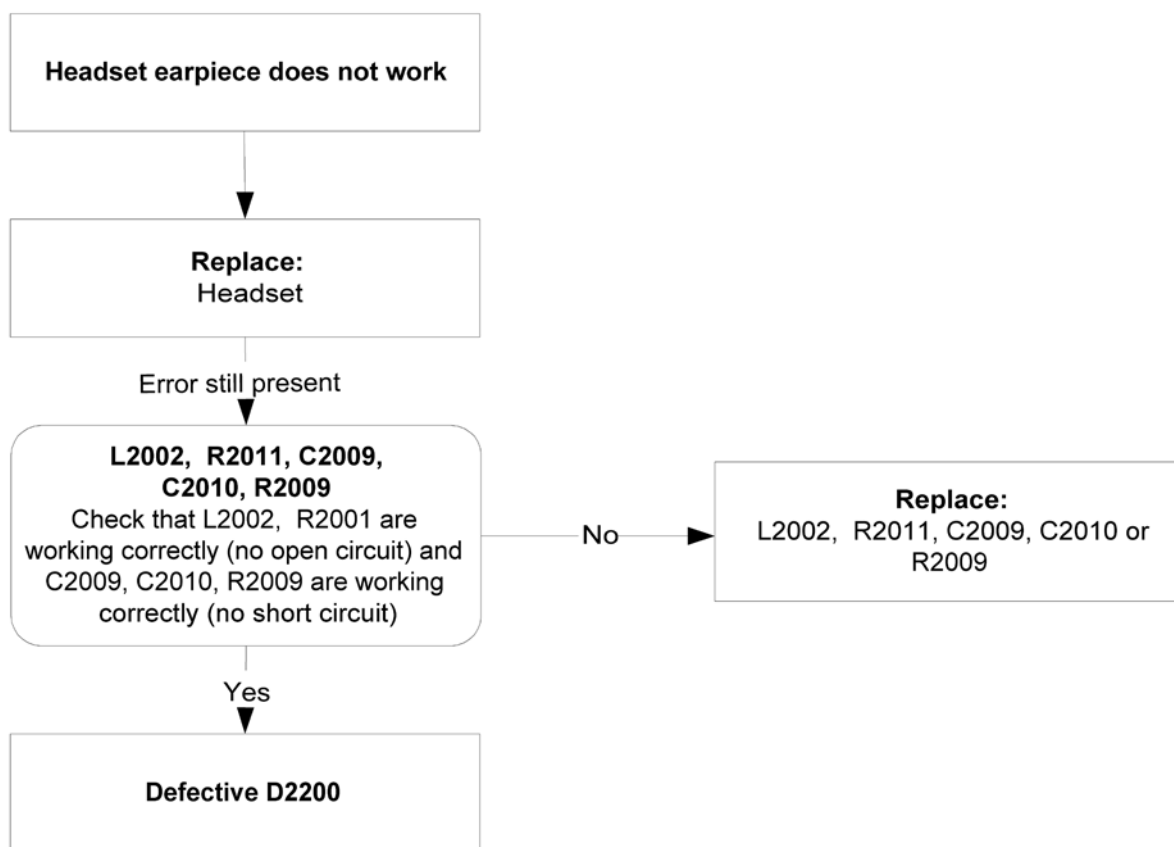 Headset earpiece does not work
Replace:
Headset
Error still present
L2002, R2011, C2009,
C2010, R2009
Check that L2002, R2001 are
working correctly (no open circuit) and
C2009, C2010, R2009 are working
correctly (no short circuit)
No
Replace:
L2002, R2011, C2009, C2010 or
R2009
Yes
Defective D2200